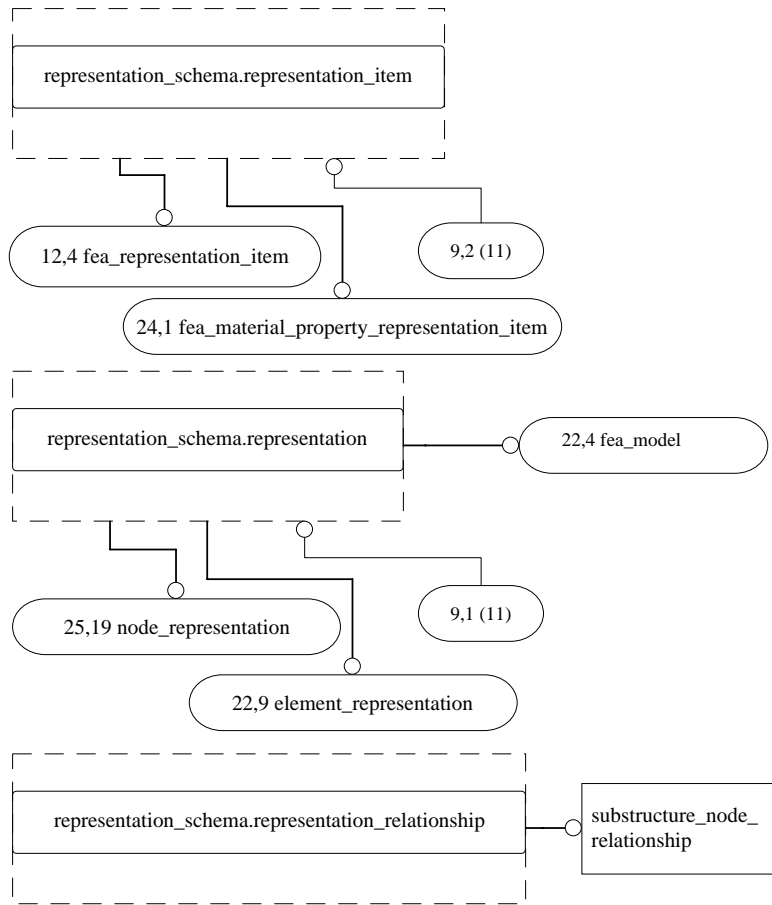 representation_schema.representation_item
12,4 fea_representation_item
9,2 (11)
24,1 fea_material_property_representation_item
representation_schema.representation
22,4 fea_model
25,19 node_representation
9,1 (11)
22,9 element_representation
representation_schema.representation_relationship
substructure_node_
relationship